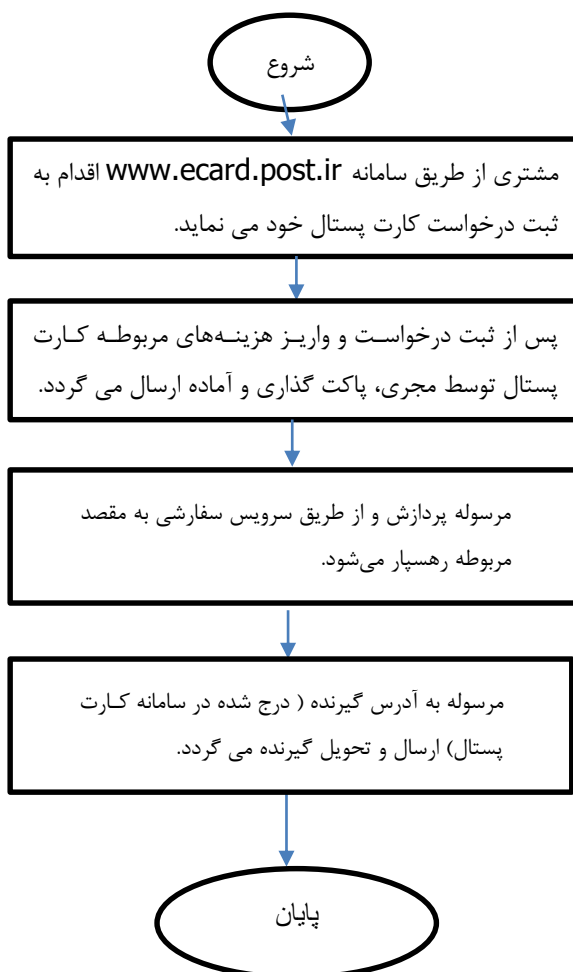 شروع
مشتری از طریق سامانه www.ecard.post.ir اقدام به
ثبت درخواست کارت پستال خود می نماید.
پس از ثبت درخواست و واریز هزینه‌های مربوطه کارت
پستال توسط مجری، پاکت گذاری و آماده ارسال می گردد.
مرسوله پردازش و از طریق سرویس سفارشی به مقصد
مربوطه رهسپار می‌شود.
مرسوله به آدرس گیرنده ( درج شده در سامانه کارت
پستال) ارسال و تحویل گیرنده می گردد.
پایان